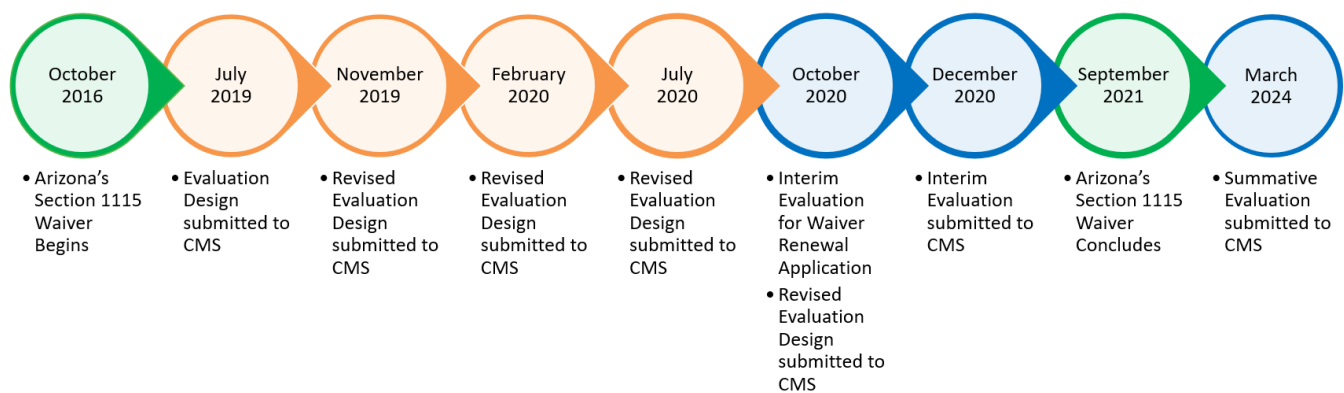 October
2016
July
2019
November
2019
February
2020
July
2020
October
2020
December
2020
September
2021
March
2024
• Arizona's
Section 1115
Waiver
Begins
• Evaluation
Design
submitted to
CMS
• Revised
Evaluation
Design
submitted to
CMS
• Revised
Evaluation
Design
submitted to
CMS
• Revised
Evaluation
Design
submitted to
CMS
• Interim
Evaluation
for Waiver
Renewal
Application
• Revised
Evaluation
Design
submitted to
CMS
• Interim
Evaluation
submitted to
CMS
• Arizona's
Section 1115
Waiver
Concludes
• Summative
Evaluation
submitted to
CMS